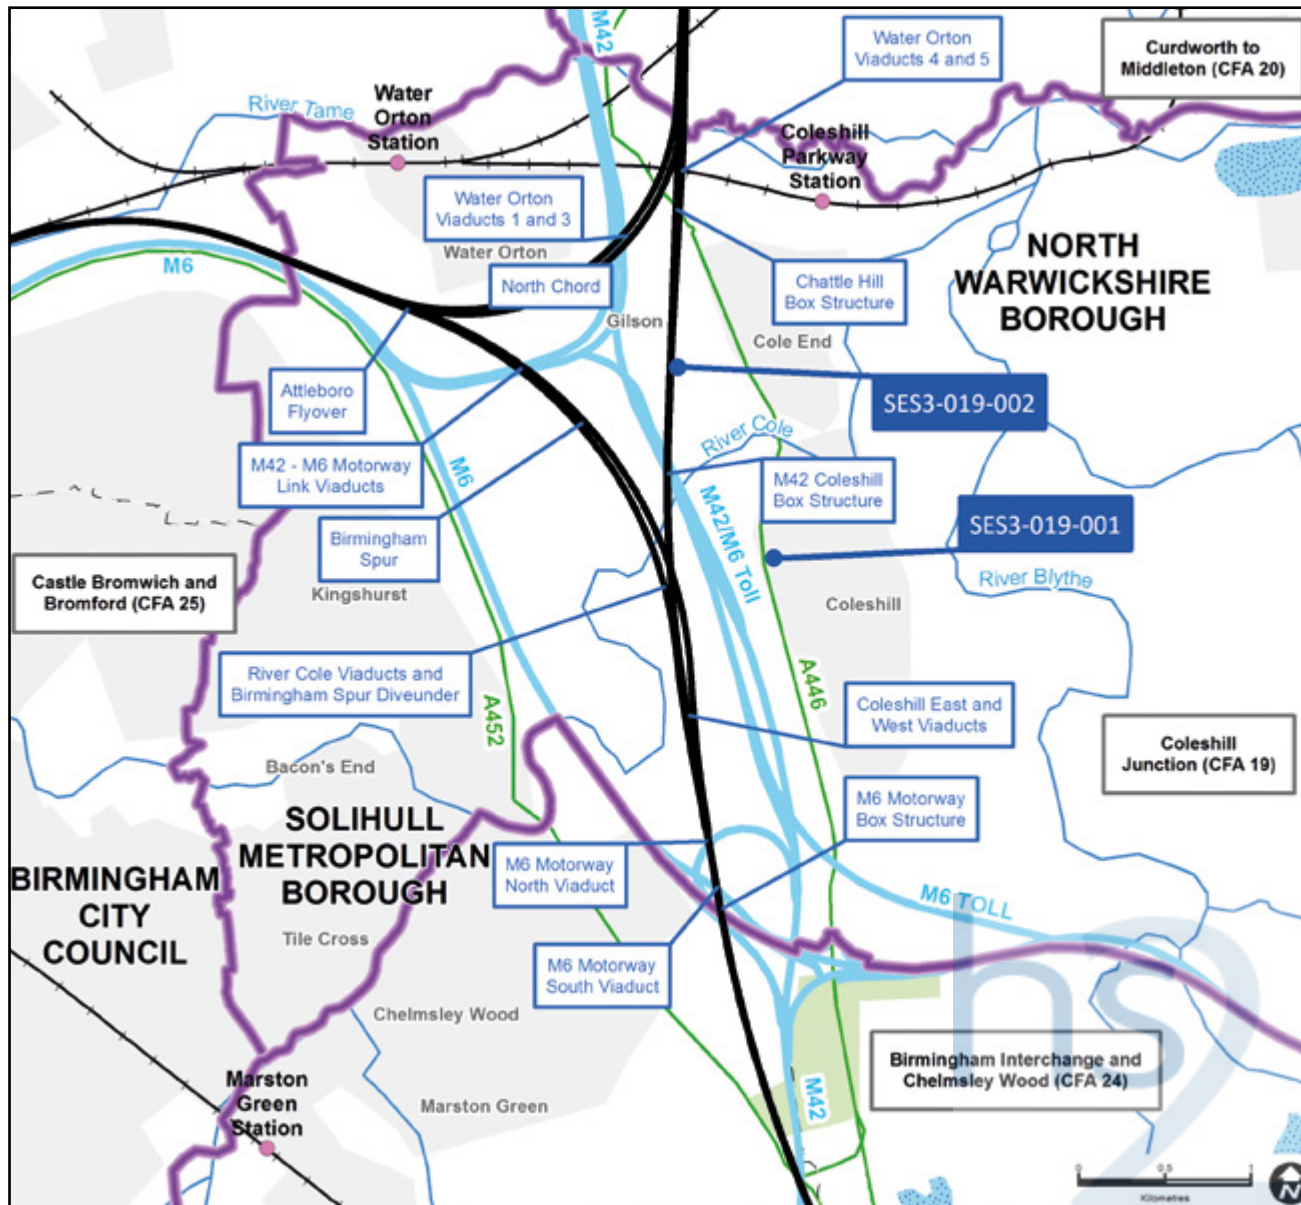 M42
Water Orton
Viaducts 4 and 5
Curdworth to
Middleton (CFA 20)
River Tame
Water
Orton
Station
Coleshill
Parkway
Station
Water Orton
Viaducts 1 and 3
Water Orton
M6
North Chord
Chattle Hill
Box Structure
NORTH
WARWICKSHIRE
BOROUGH
Gilson
Cole End
Attleboro
Flyover
SES3-019-002
River Cole
M42 - M6 Motorway
Link Viaducts
M6
M42 Coleshill
Box Structure
M42/M6 Toll
SES3-019-001
Birmingham
Spur
Castle Bromwich and
Bromford (CFA 25)
Kingshurst
River Blythe
Coleshill
River Cole Viaducts and
Birmingham Spur Diveunder
A452
A446
Coleshill East and
West Viaducts
Coleshill
Junction (CFA 19)
Bacon's End
M6 Motorway
Box Structure
SOLIHULL
METROPOLITAN
BOROUGH
M6 Motorway
North Viaduct
BIRMINGHAM
CITY
COUNCIL
M6 TOLL
Tile Cross
M6 Motorway
South Viaduct
Chelmsley Wood
hs2
Birmingham Interchange and
Chelmsley Wood (CFA 24)
Marston
Green
Station
Marston Green
M42
0 0.5 1
Kilometres
N